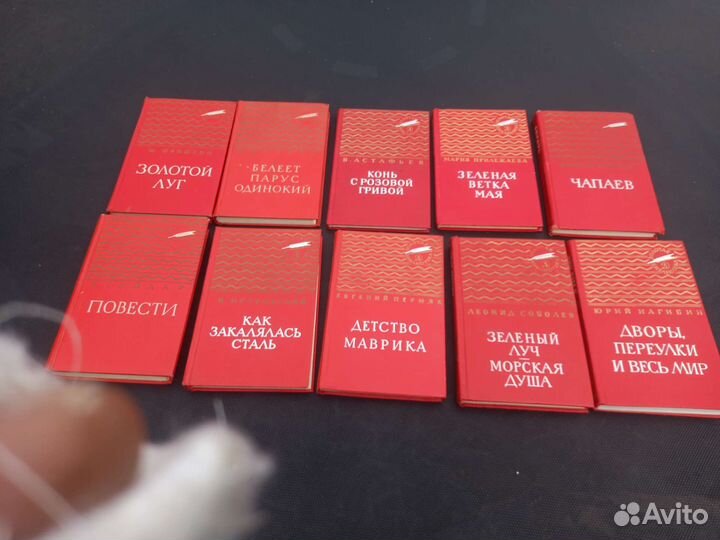 ЗОЛОТОЙ
ЛУГ
БЕЛЕЕТ
ПАРУС
ОДИНОКИЙ
В АСТАФЬЕВ
КОНЬ
С РОЗОВОЙ
ГРИВОЙ
МАРИЯ ПРИЛЕЖАЕВА
ЗЕЛЕНАЯ
ВЕТКА
МАЯ
ЧАПАЕВ
ПОВЕСТИ
КАК
ЗАКАЛЯЛАСЬ
СТАЛЬ
ЕВГЕНИЙ ПЕРМЯК
ДЕТСТВО
МАВРИКА
ЛЕОНИД СОБОЛЕВ
ЗЕЛЕНЫЙ
ЛУЧ
МОРСКАЯ
ДУША
ЮРИЙ НАГИБИН
ДВОРЫ,
ПЕРЕУЛКИ
И ВЕСЬ МИР
Avito